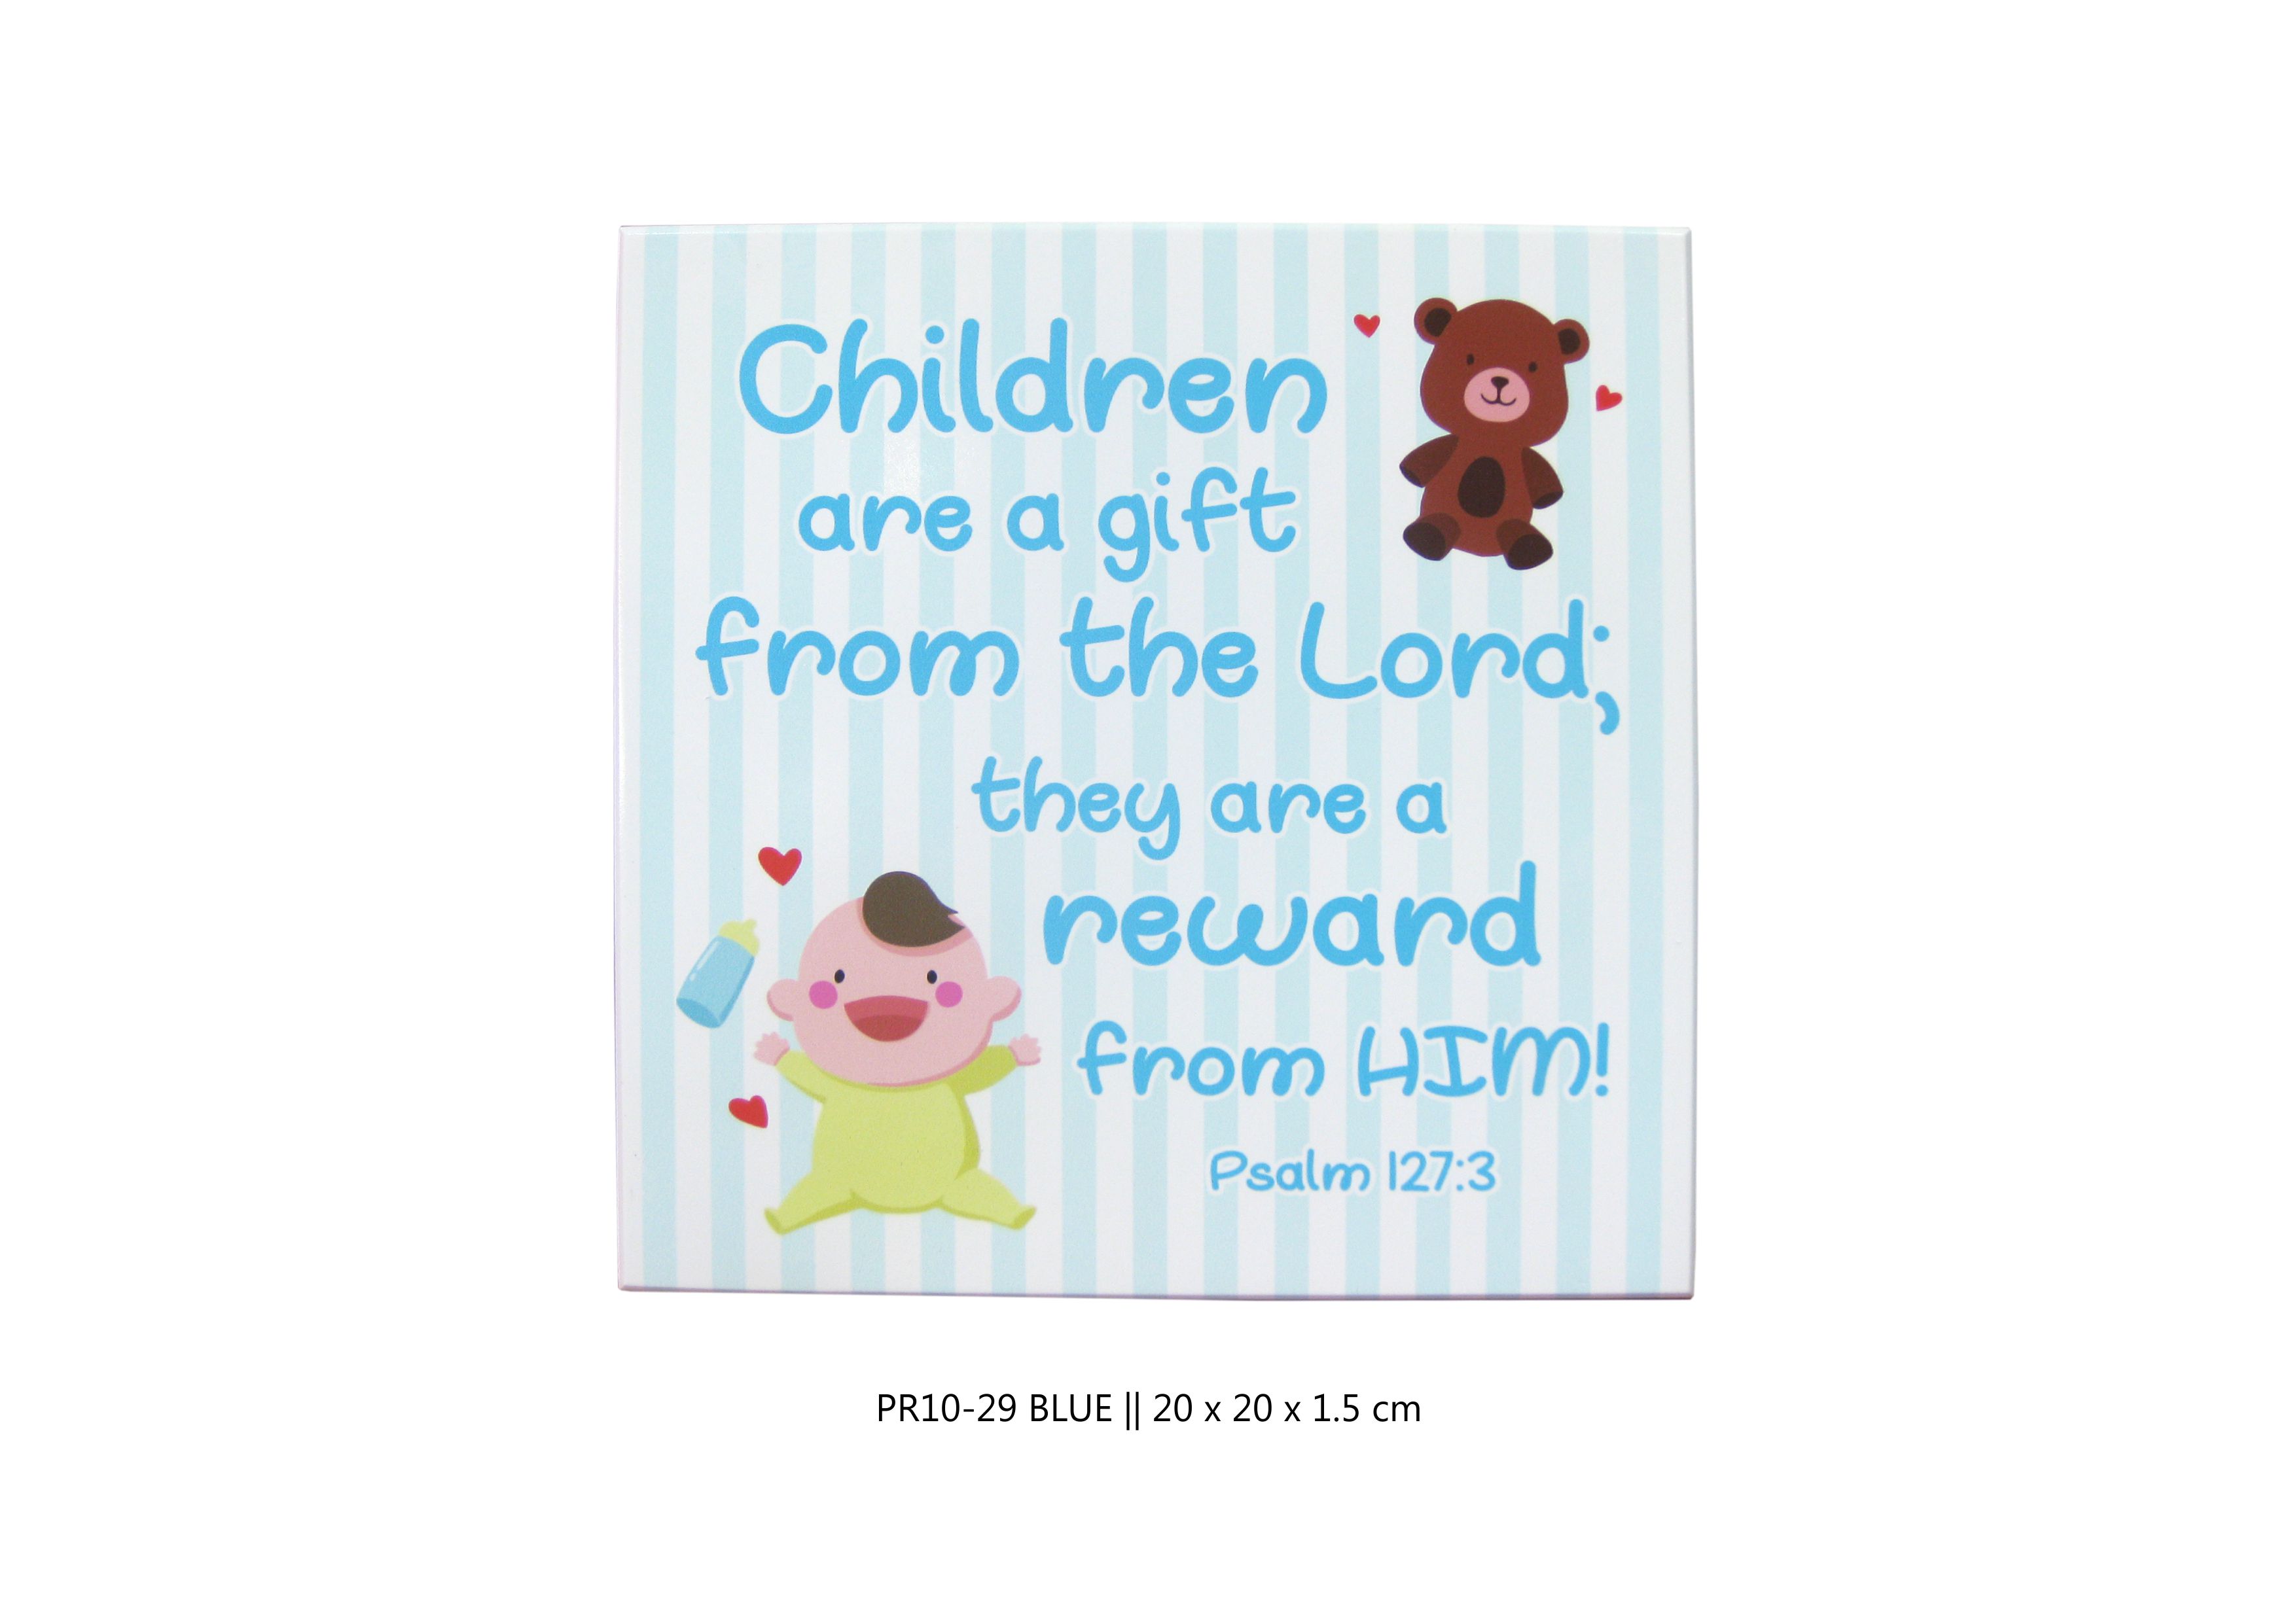 Children
are a gift
from the Lord;
they are a
reward
from HIM!
Psalm 127:3
PR10-29 BLUE || 20 x 20 x 1.5 cm